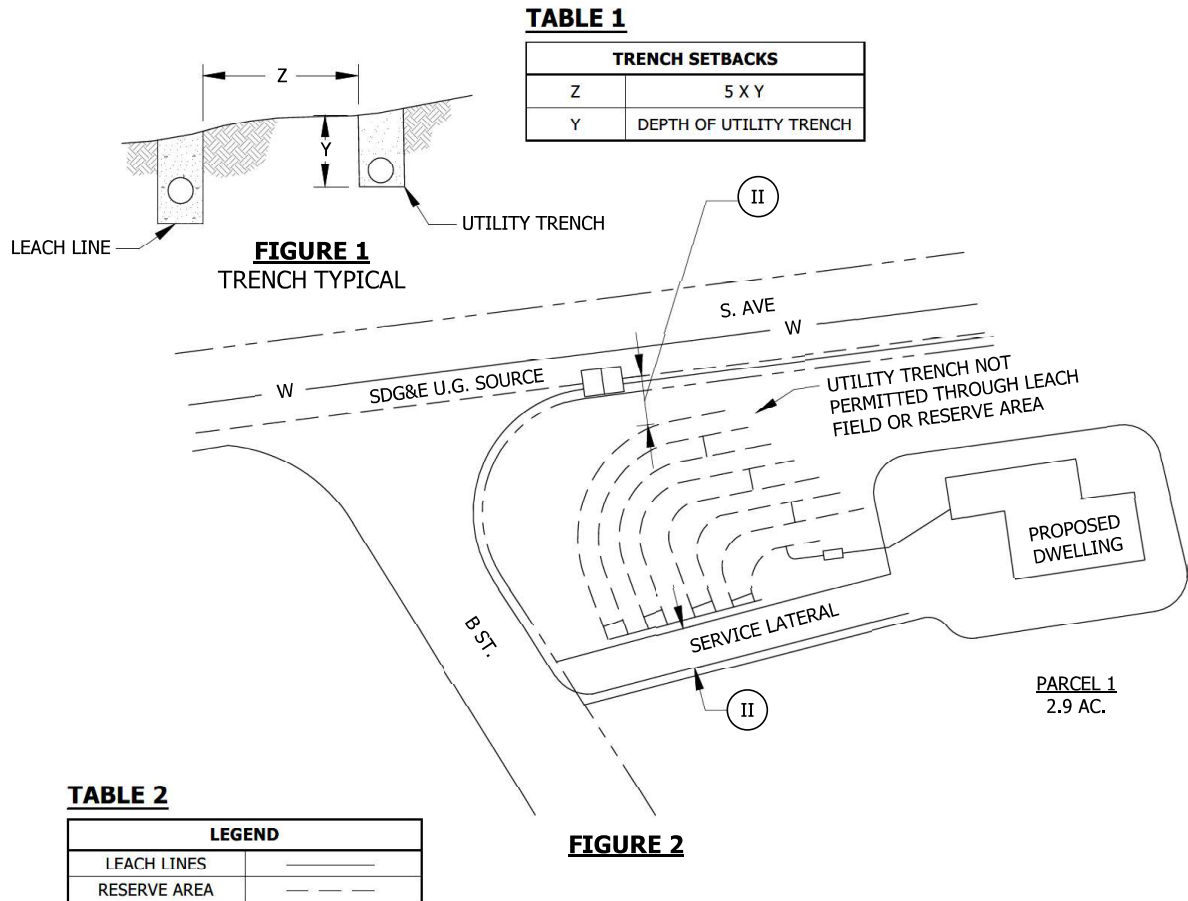 TABLE 1
TRENCH SETBACKS
Z 5 X Y
Y DEPTH OF UTILITY TRENCH
Z
Y
LEACH LINE
UTILITY TRENCH
FIGURE 1
TRENCH TYPICAL
II
S. AVE
W
W
SDG&E U.G. SOURCE
UTILITY TRENCH NOT
PERMITTED THROUGH LEACH
FIELD OR RESERVE AREA
PROPOSED
DWELLING
B ST.
SERVICE LATERAL
II
PARCEL 1
2.9 AC.
FIGURE 2
TABLE 2
LEGEND
LEACH LINES
RESERVE AREA